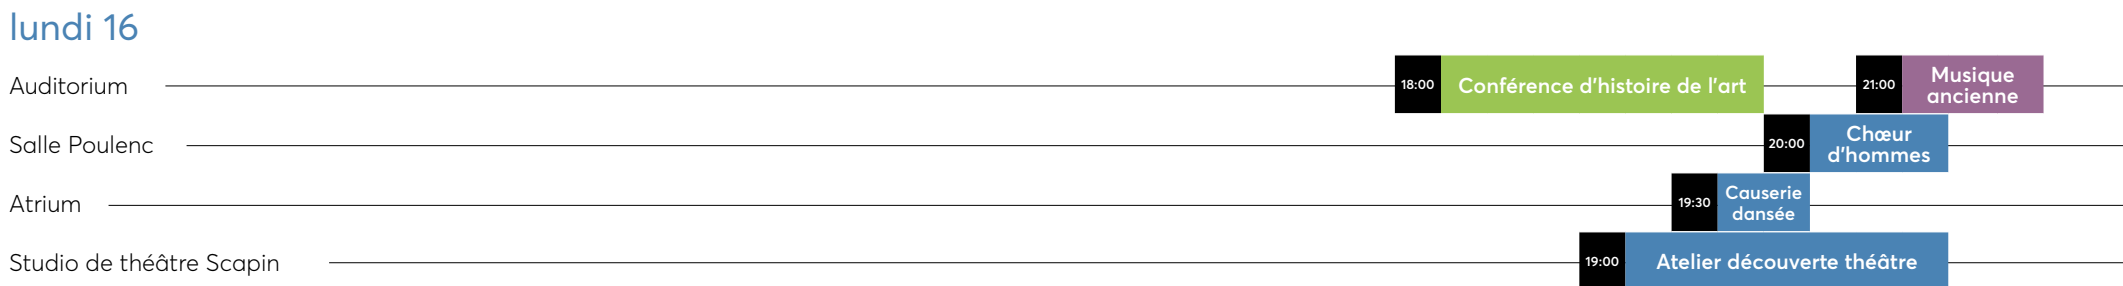 lundi 16
Auditorium
18:00
Conférence d'histoire de l'art
21:00
Musique
ancienne
Salle Poulenc
20:00
Chœur
d'hommes
Atrium
19:30
Causerie
dansée
Studio de théâtre Scapin
19:00
Atelier découverte théâtre